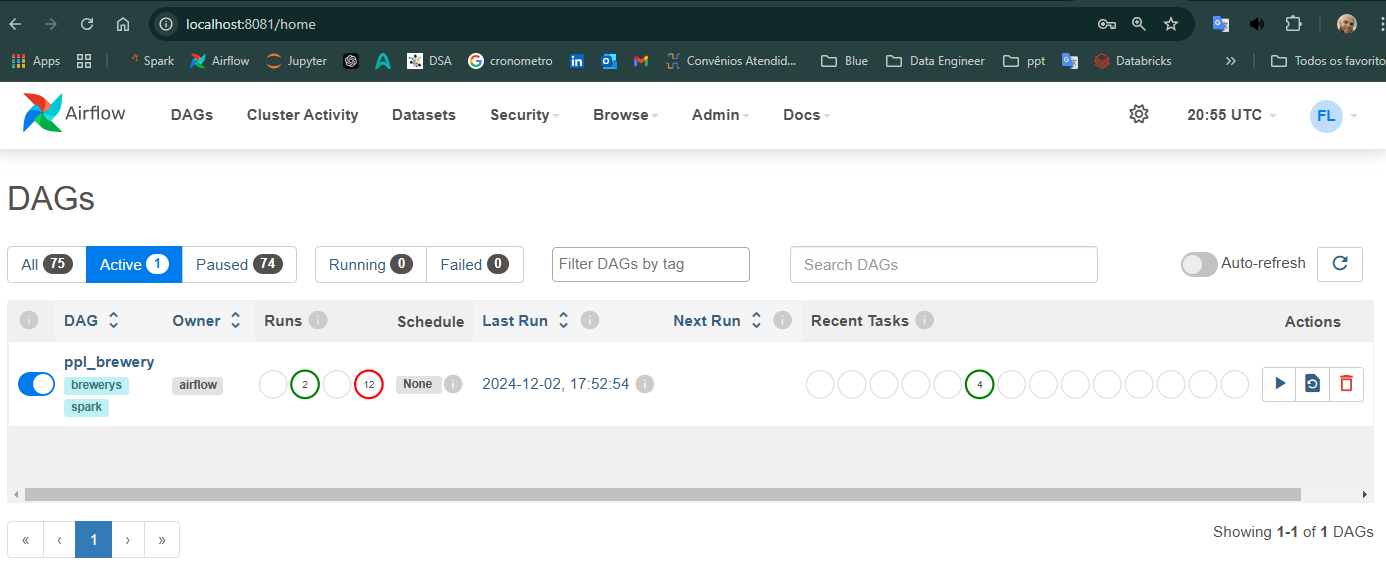 localhost:8081/home
Apps Spark Airflow Jupyter DSA cronometro Convênios Atendid... Blue Data Engineer ppt Databricks » Todos os favorito
Airflow DAGs Cluster Activity Datasets Security Browse Admin Docs 20:55 UTC FL
DAGs
All 75 Active 1 Paused 74 Running 0 Failed 0 Filter DAGs by tag Search DAGs Auto-refresh
DAG Owner Runs Schedule Last Run Next Run Recent Tasks Actions
ppl_brewery
brewerys airflow 2 12 None 2024-12-02, 17:52:54 4
spark
« ‹ 1 › » Showing 1-1 of 1 DAGs